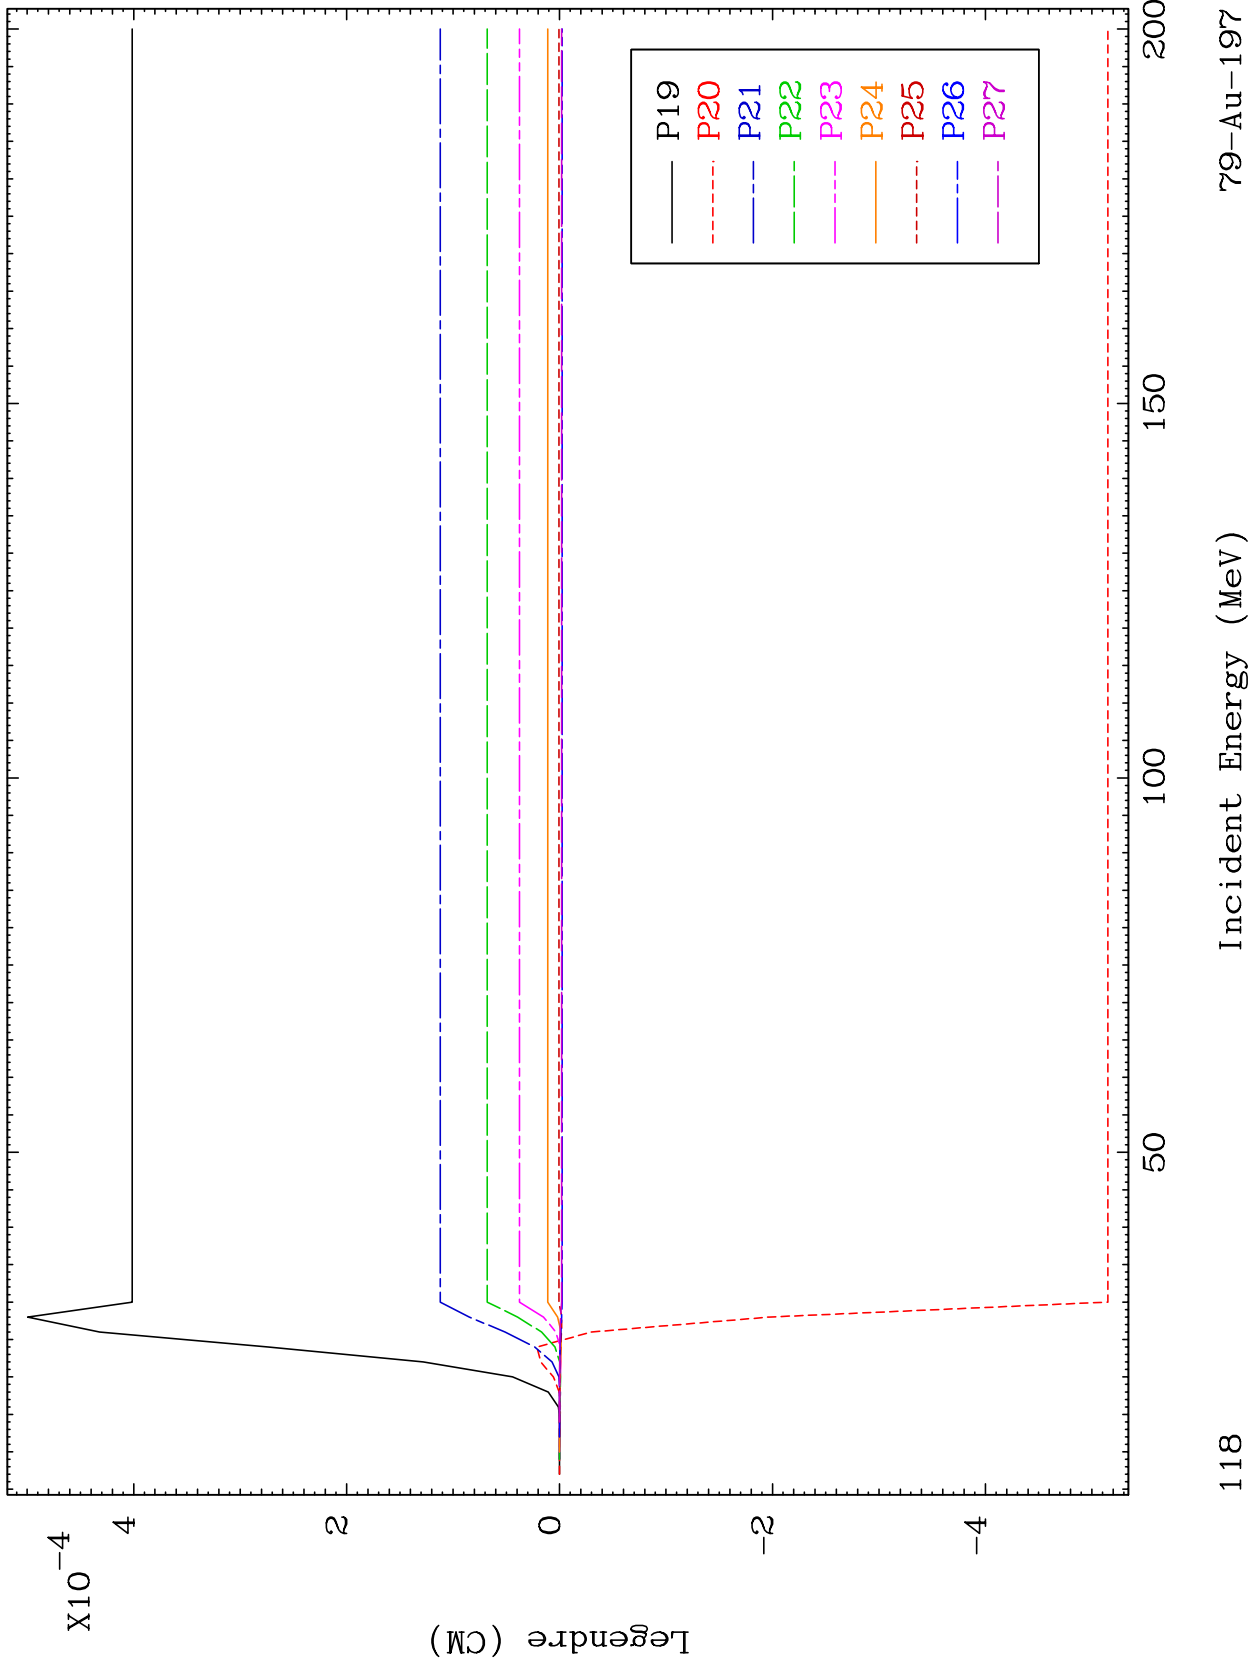 X10
-4
4
2
0
-2
-4
Legendre (CM)
P19
P20
P21
P22
P23
P24
P25
P26
P27
50
100
150
200
118
Incident Energy (MeV)
79-Au-197